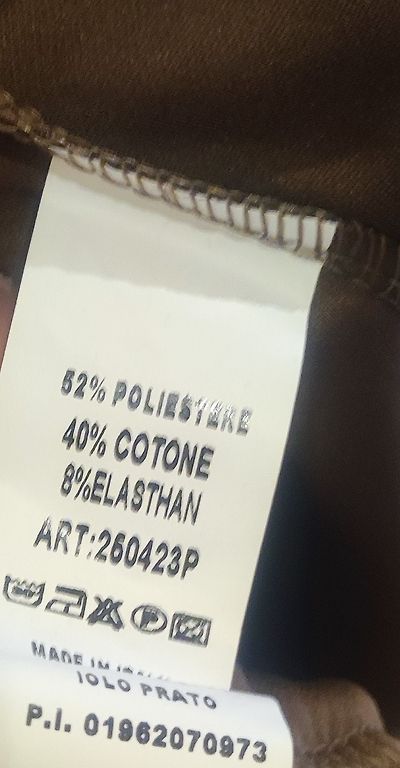 52% POLIESTERE
40% COTONE
8%ELASTHAN
ART:260423P
P
MADE IN ITALY
IOLO PRATO
P.I. 01962070973